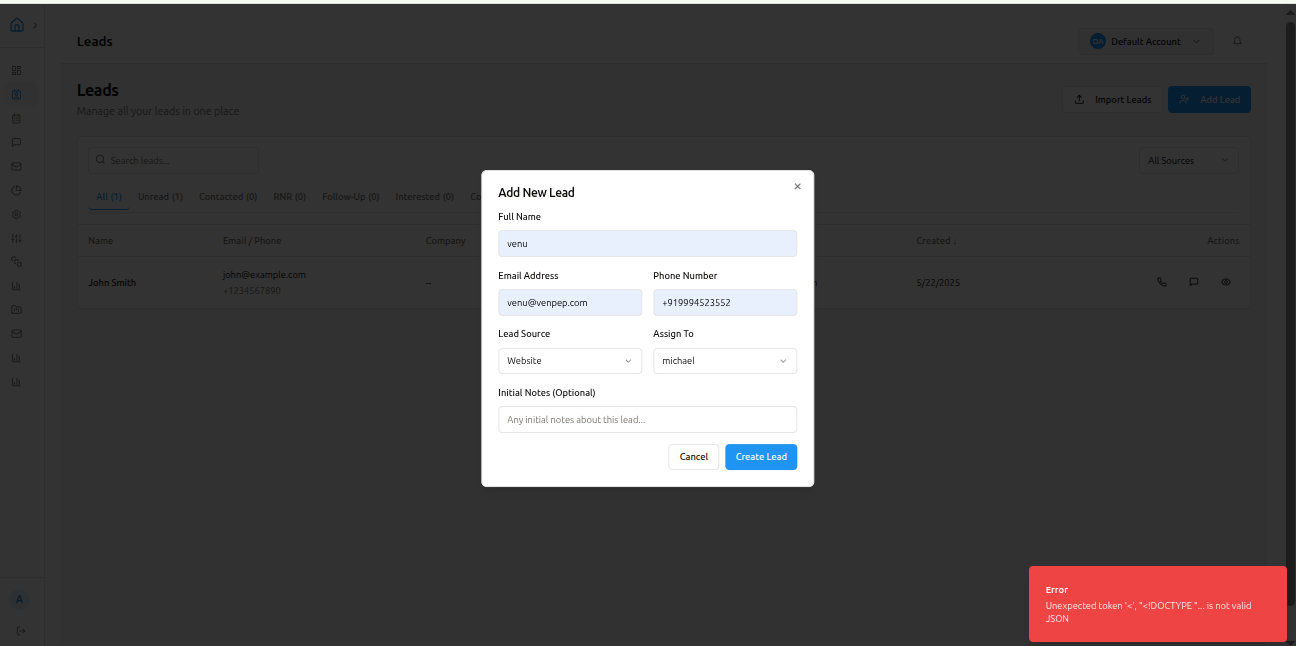 Leads
DA Default Account
Leads
Manage all your leads in one place
Import Leads
Add Lead
Search leads...
All Sources
All (1) Unread (1) Contacted (0) RNR (0) Follow-Up (0) Interested (0) Co
Name Email / Phone Company Created ↓ Actions
John Smith
john@example.com
+1234567890
–
5/22/2025
Add New Lead
Full Name
venu
Email Address Phone Number
venu@venpep.com +919994523552
Lead Source Assign To
Website michael
Initial Notes (Optional)
Any initial notes about this lead...
Cancel Create Lead
A
Error
Unexpected token '<', "<!DOCTYPE "... is not valid
JSON